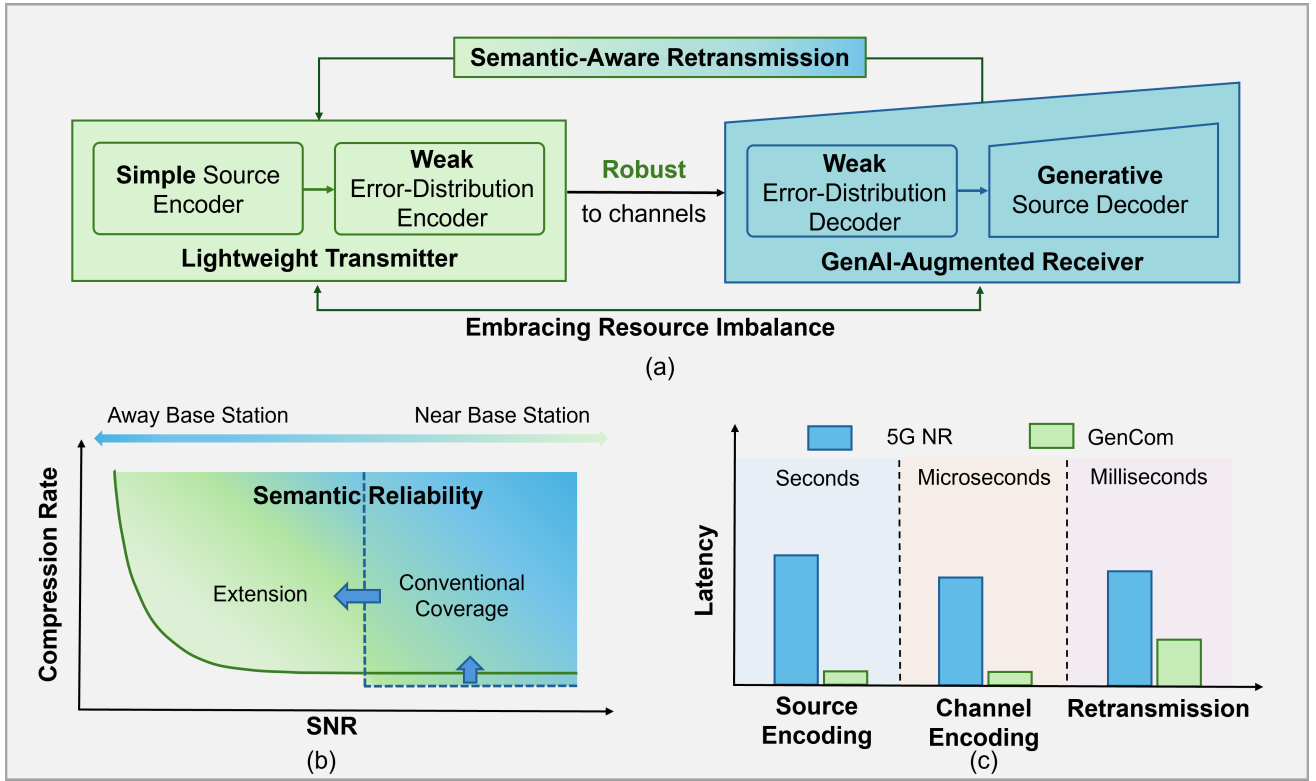 Semantic-Aware Retransmission
Simple Source
Encoder
Weak
Error-Distribution
Encoder
Lightweight Transmitter
Robust
to channels
Weak
Error-Distribution
Decoder
Generative
Source Decoder
GenAI-Augmented Receiver
Embracing Resource Imbalance
(a)
Away Base Station
Near Base Station
Compression Rate
Semantic Reliability
Extension
Conventional
Coverage
SNR
(b)
5G NR
GenCom
Latency
Seconds
Microseconds
Milliseconds
Source
Encoding
Channel
Encoding
Retransmission
(c)